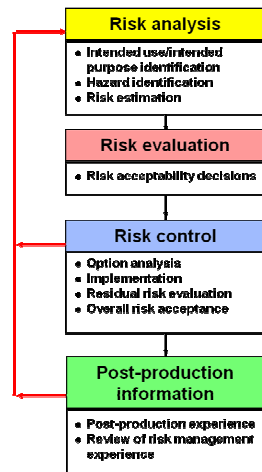 Risk analysis
• Intended use/intended
purpose identification
• Hazard identification
• Risk estimation
Risk evaluation
• Risk acceptability decisions
Risk control
• Option analysis
• Implementation
• Residual risk evaluation
• Overall risk acceptance
Post-production
information
• Post-production experience
• Review of risk management
experience